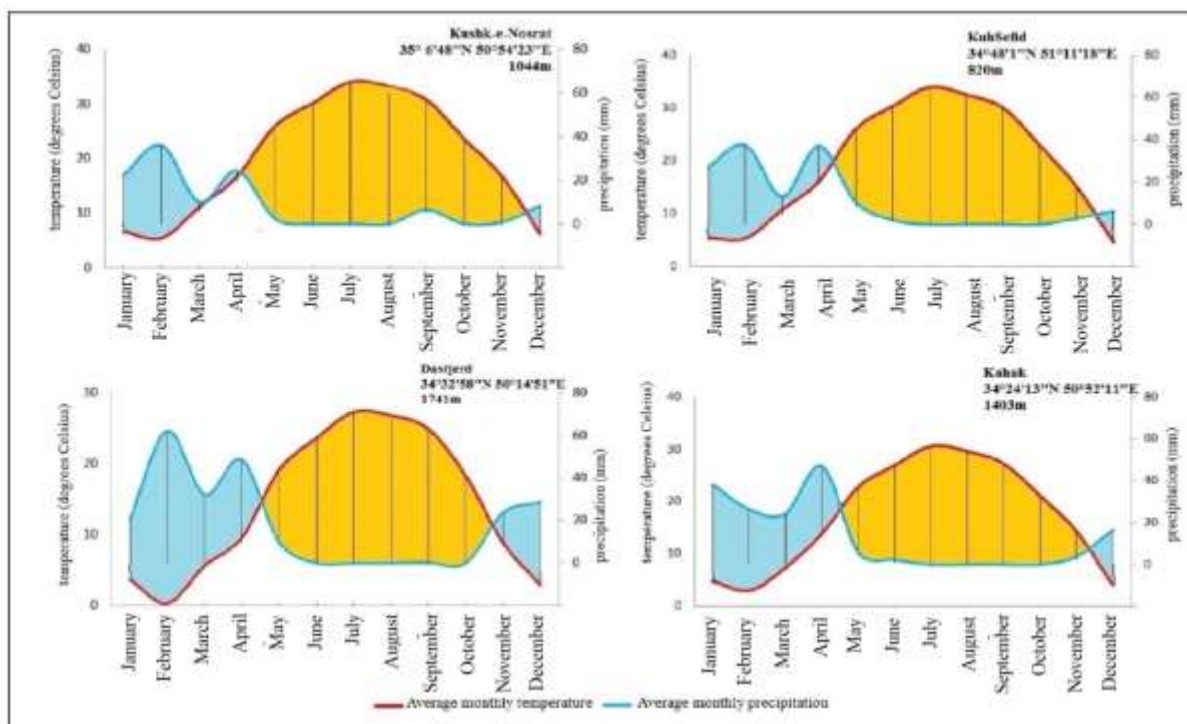 Kushk-e-Nosrat
35° 6'48"N 50°54'23"E
1044m
temperature (degrees Celsius)
40
30
20
10
0
80
60
40
20
0
precipitation (mm)
January
February
March
April
May
June
July
August
September
October
November
December
KuhSefid
34°48'1"N 51°11'18"E
820m
temperature (degrees Celsius)
40
30
20
10
0
80
60
40
20
0
precipitation (mm)
January
February
March
April
May
June
July
August
September
October
November
December
Dastjerd
34°32'58"N 50°14'51"E
1741m
temperature (degrees Celsius)
30
20
10
0
80
60
40
20
0
precipitation (mm)
January
February
March
April
May
June
July
August
September
October
November
December
Kahak
34°24'13"N 50°52'11"E
1403m
temperature (degrees Celsius)
40
30
20
10
0
80
60
40
20
0
precipitation (mm)
January
February
March
April
May
June
July
August
September
October
November
December
Average monthly temperature
Average monthly precipitation